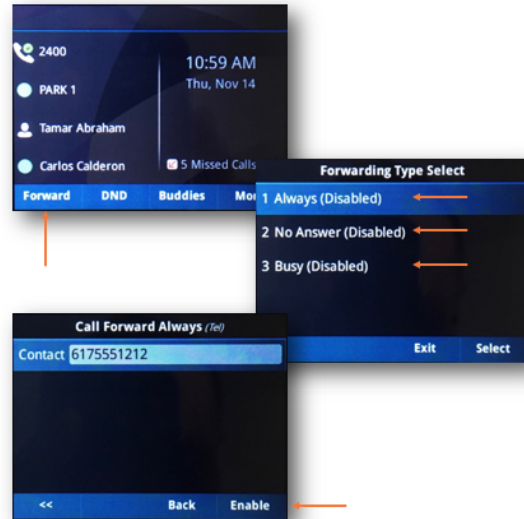 2400
10:59 AM
PARK 1
Thu, Nov 14
Tamar Abraham
Carlos Calderon
5 Missed Calls
Forward DND Buddies
Forwarding Type Select
1 Always (Disabled)
2 No Answer (Disabled)
3 Busy (Disabled)
Exit Select
Call Forward Always (Tel)
Contact 6175551212
<< Back Enable